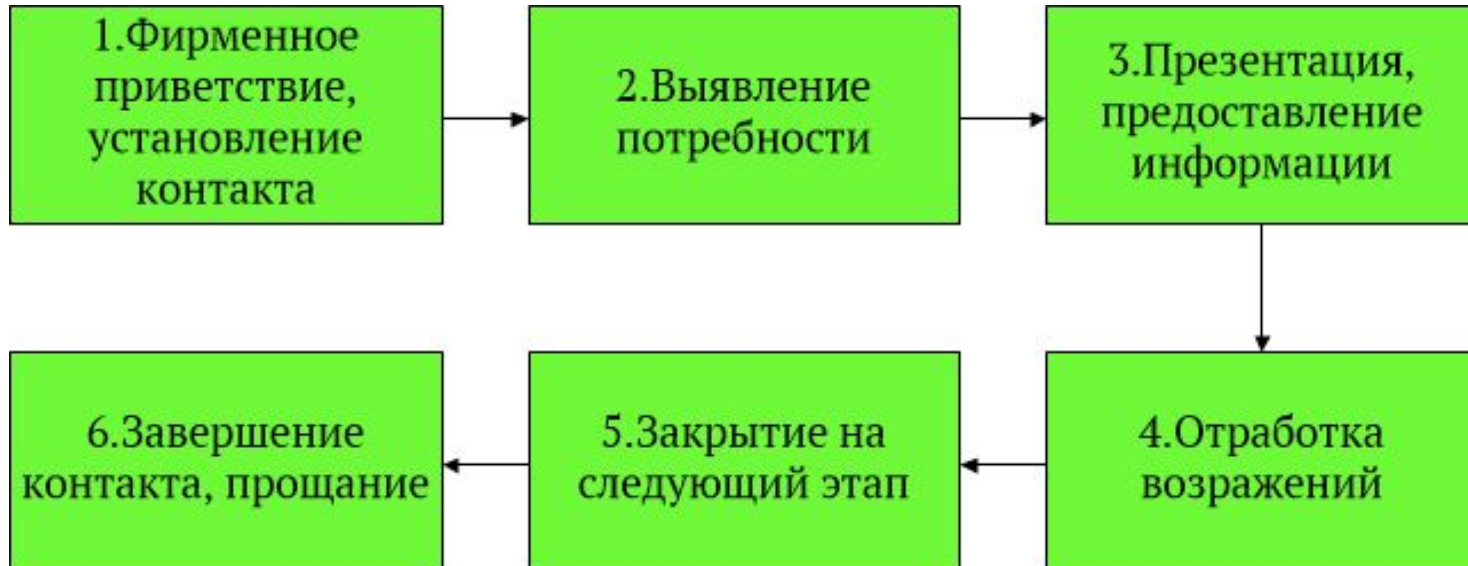 1.Фирменное
приветствие,
установление
контакта
2.Выявление
потребности
3.Презентация,
предоставление
информации
4.Отработка
возражений
5.Закрытие на
следующий этап
6.Завершение
контакта, прощание